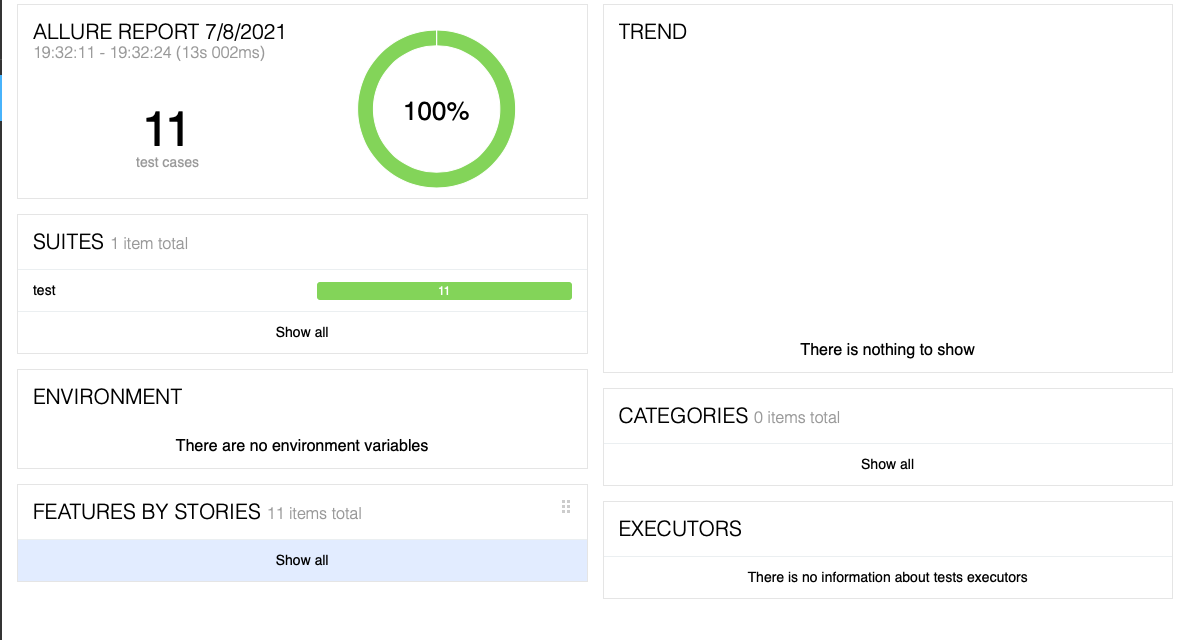 ALLURE REPORT 7/8/2021
19:32:11 - 19:32:24 (13s 002ms)
11
test cases
100%
SUITES 1 item total
test 11
Show all
ENVIRONMENT
There are no environment variables
FEATURES BY STORIES 11 items total
Show all
TREND
There is nothing to show
CATEGORIES 0 items total
Show all
EXECUTORS
There is no information about tests executors